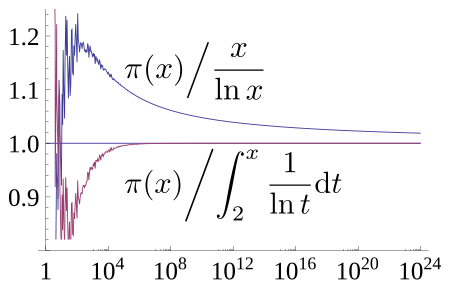 1.2
π(x) / x/ln x
1.1
1.0
π(x) / ∫₂ˣ 1/ln t dt
0.9
1 10⁴ 10⁸ 10¹² 10¹⁶ 10²⁰ 10²⁴